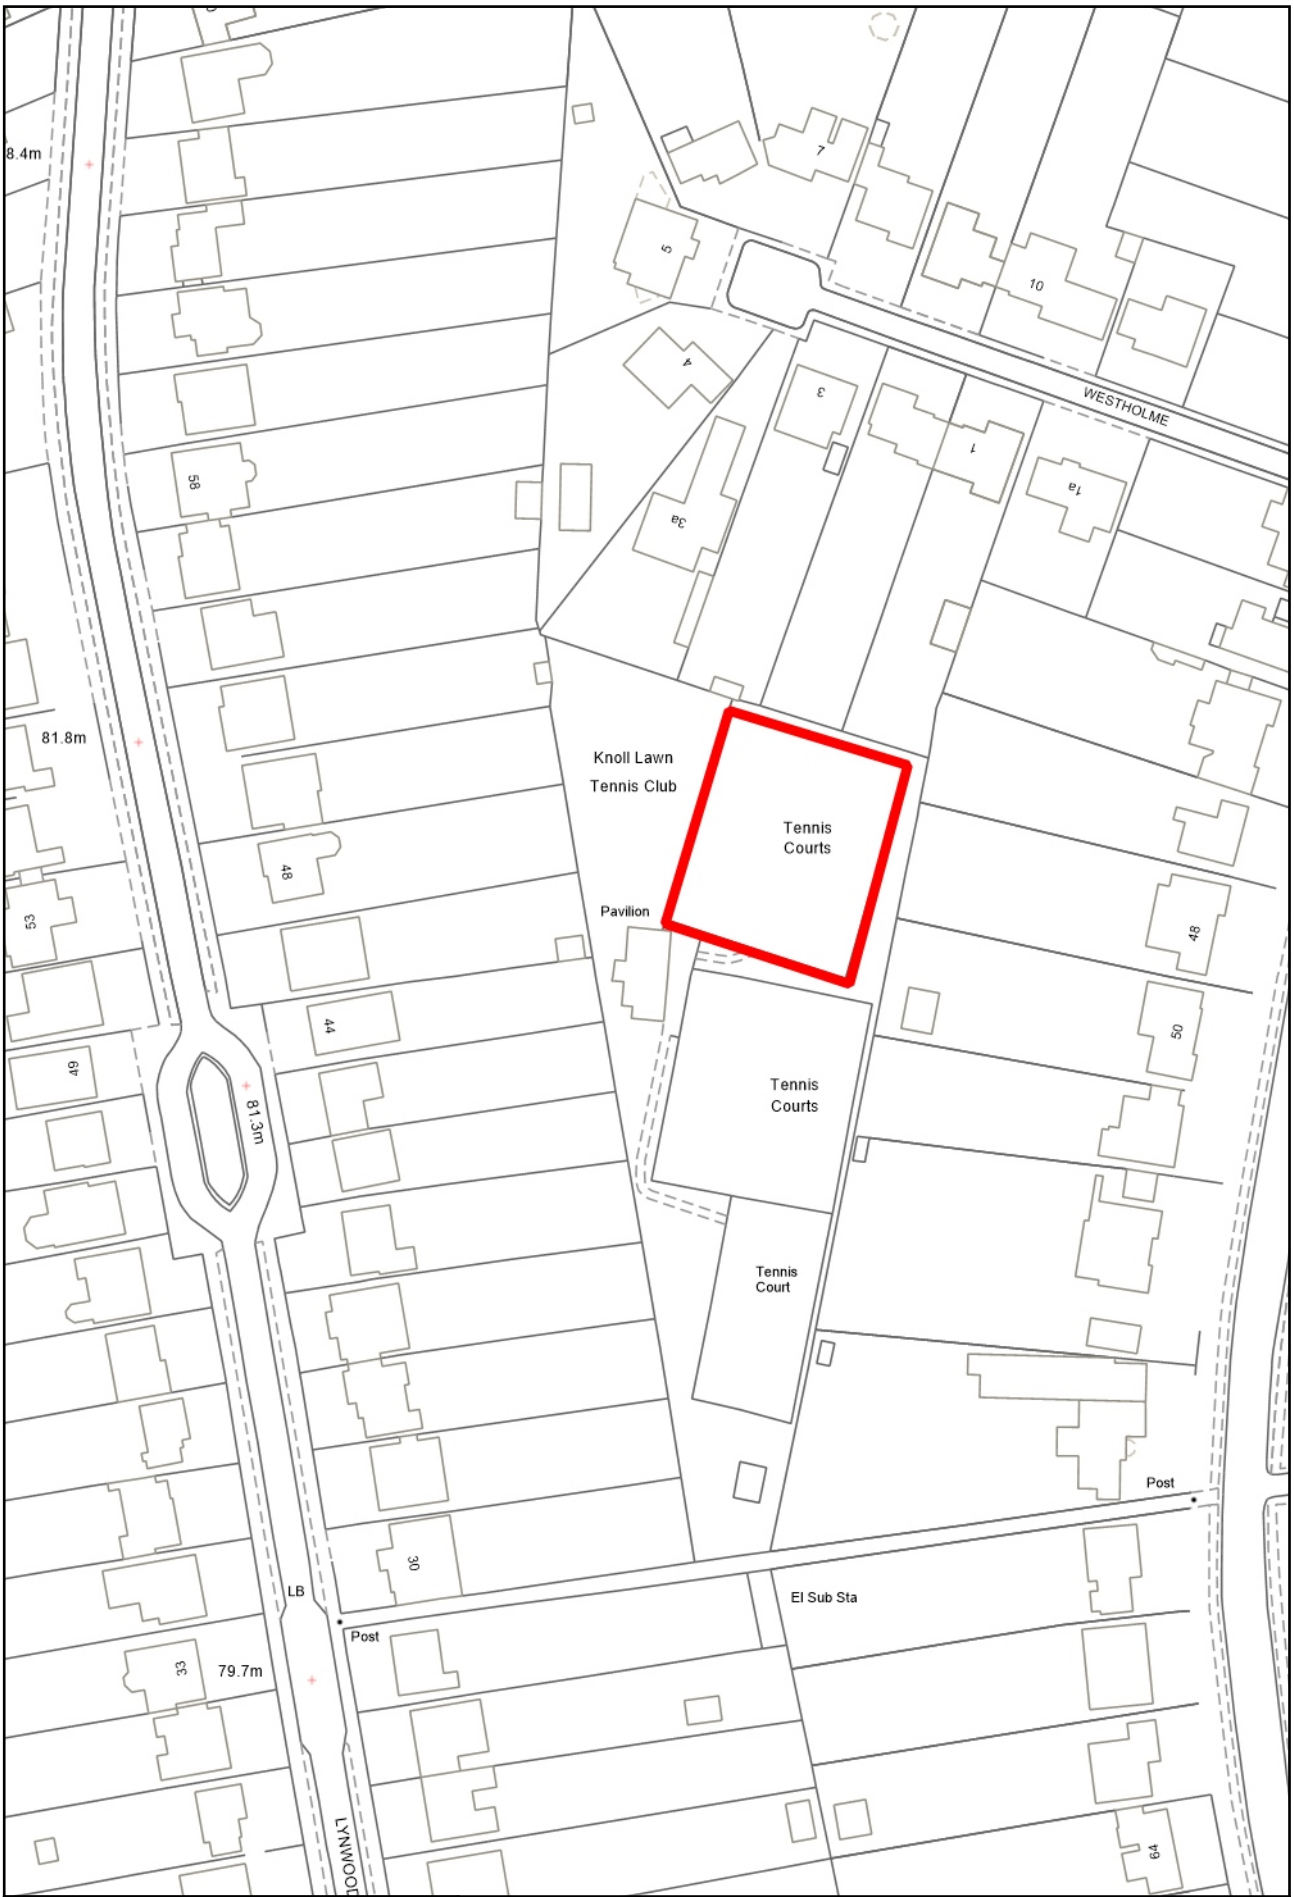 8.4m
7
5
10
4
3
WESTHOLME
1
58
1a
3a
81.8m
Knoll Lawn
Tennis Club
Tennis
Courts
48
Pavilion
53
48
44
50
49
Tennis
Courts
81.3m
Tennis
Court
Post
30
LB
El Sub Sta
Post
33
79.7m
LYNWOOD
64